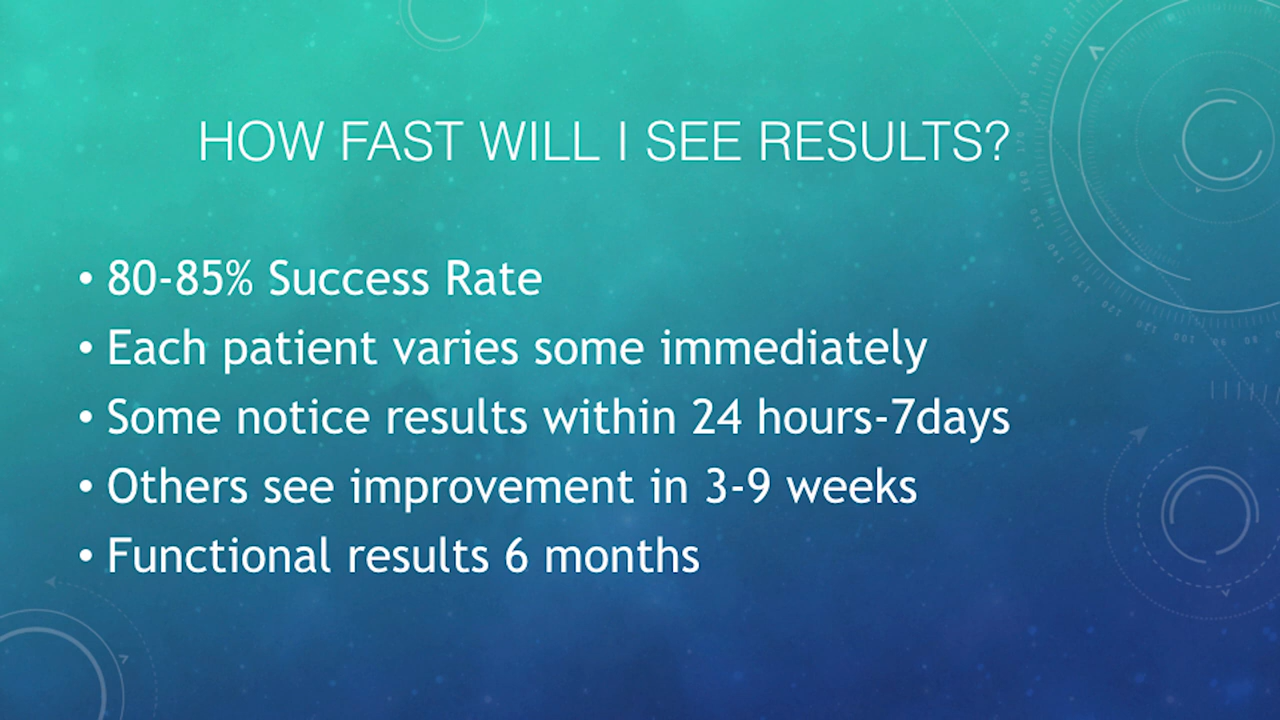 HOW FAST WILL I SEE RESULTS?
• 80-85% Success Rate
• Each patient varies some immediately
• Some notice results within 24 hours-7days
• Others see improvement in 3-9 weeks
• Functional results 6 months